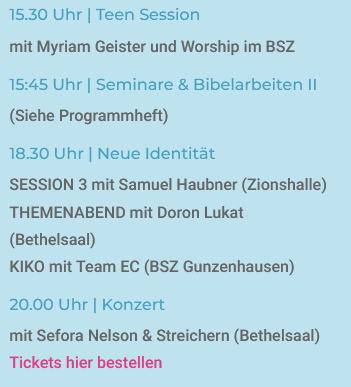 15.30 Uhr | Teen Session
mit Myriam Geister und Worship im BSZ
15:45 Uhr | Seminare & Bibelarbeiten II
(Siehe Programmheft)
18.30 Uhr | Neue Identität
SESSION 3 mit Samuel Haubner (Zionshalle)
THEMENABEND mit Doron Lukat
(Bethelsaal)
KIKO mit Team EC (BSZ Gunzenhausen)
20.00 Uhr | Konzert
mit Sefora Nelson & Streichern (Bethelsaal)
Tickets hier bestellen